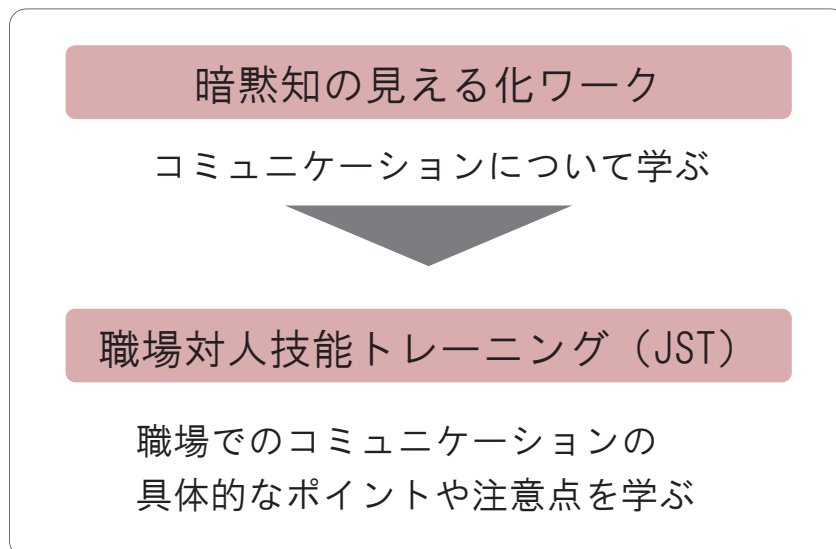 暗黙知の見える化ワーク
コミュニケーションについて学ぶ
職場対人技能トレーニング（JST）
職場でのコミュニケーションの
具体的なポイントや注意点を学ぶ